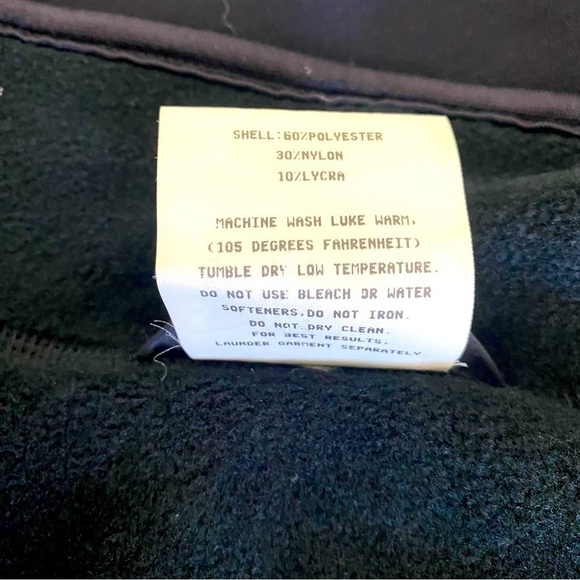 SHELL:60%POLYESTER
30%NYLON
10%LYCRA
MACHINE WASH LUKE WARM.
(105 DEGREES FAHRENHEIT)
TUMBLE DRY LOW TEMPERATURE.
DO NOT USE BLEACH OR WATER
SOFTENERS,DO NOT IRON.
DO NOT DRY CLEAN.
FOR BEST RESULTS,
LAUNDER GARMENT SEPARATELY.